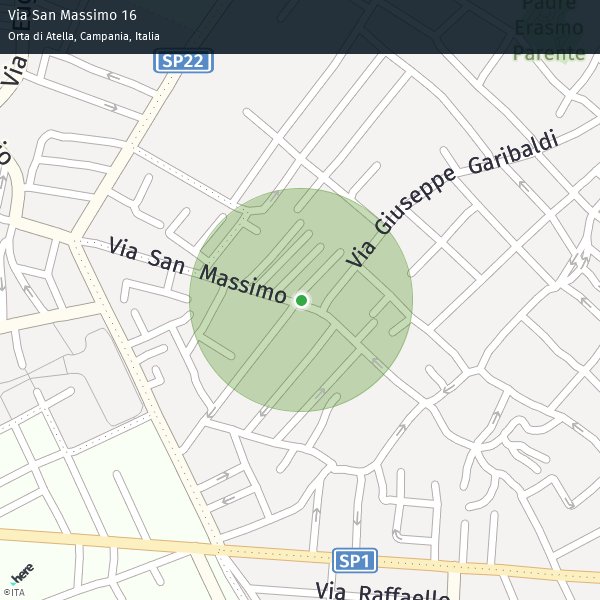 Via San Massimo 16
Orta di Atella, Campania, Italia
Padre
Erasmo
Parente
SP22
Via Giuseppe Garibaldi
Via San Massimo
SP1
Via Raffaello
here
©ITA